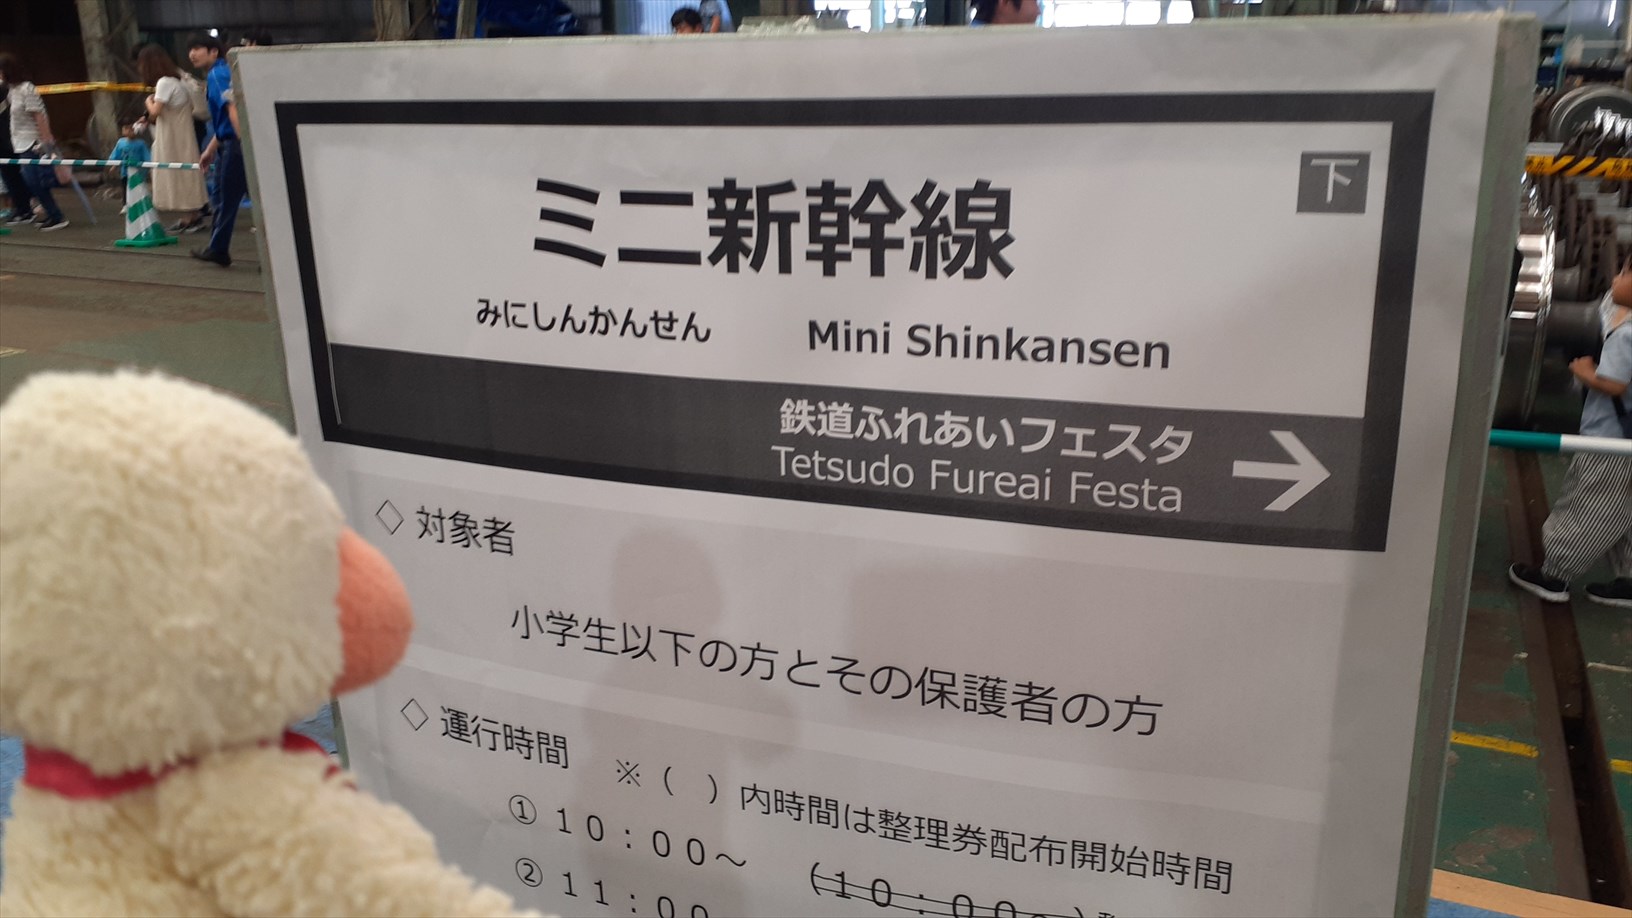 下
ミニ新幹線
みにしんかんせん Mini Shinkansen
鉄道ふれあいフェスタ
Tetsudo Fureai Festa
◇ 対象者
小学生以下の方とその保護者の方
◇ 運行時間 ※（ ）内時間は整理券配布開始時間
① 10：00～ （10：00～）
② 11：00